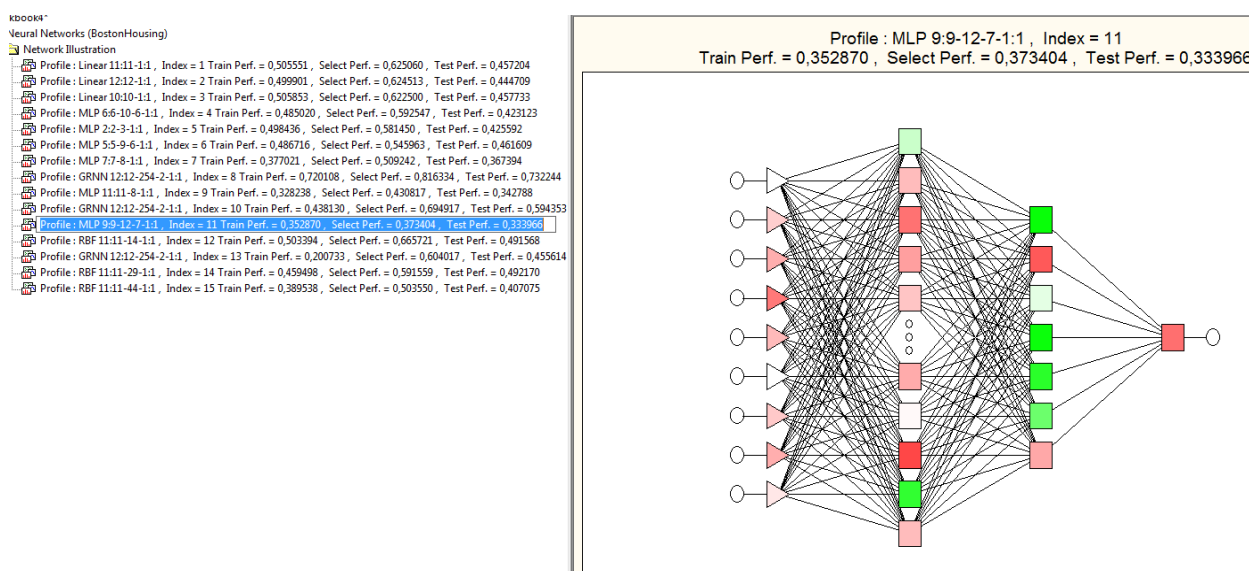 kbook4*
Neural Networks (BostonHousing)
Network Illustration
Profile : Linear 11:11-1:1 , Index = 1 Train Perf. = 0,505551 , Select Perf. = 0,625060 , Test Perf. = 0,457204
Profile : Linear 12:12-1:1 , Index = 2 Train Perf. = 0,499901 , Select Perf. = 0,624513 , Test Perf. = 0,444709
Profile : Linear 10:10-1:1 , Index = 3 Train Perf. = 0,505853 , Select Perf. = 0,622500 , Test Perf. = 0,457733
Profile : MLP 6:6-10-6-1:1 , Index = 4 Train Perf. = 0,485020 , Select Perf. = 0,592547 , Test Perf. = 0,423123
Profile : MLP 2:2-3-1:1 , Index = 5 Train Perf. = 0,498436 , Select Perf. = 0,581450 , Test Perf. = 0,425592
Profile : MLP 5:5-9-6-1:1 , Index = 6 Train Perf. = 0,486716 , Select Perf. = 0,545963 , Test Perf. = 0,461609
Profile : MLP 7:7-8-1:1 , Index = 7 Train Perf. = 0,377021 , Select Perf. = 0,509242 , Test Perf. = 0,367394
Profile : GRNN 12:12-254-2-1:1 , Index = 8 Train Perf. = 0,720108 , Select Perf. = 0,816334 , Test Perf. = 0,732244
Profile : MLP 11:11-8-1:1 , Index = 9 Train Perf. = 0,328238 , Select Perf. = 0,430817 , Test Perf. = 0,342788
Profile : GRNN 12:12-254-2-1:1 , Index = 10 Train Perf. = 0,438130 , Select Perf. = 0,694917 , Test Perf. = 0,594353
Profile : MLP 9:9-12-7-1:1 , Index = 11 Train Perf. = 0,352870 , Select Perf. = 0,373404 , Test Perf. = 0,333966
Profile : RBF 11:11-14-1:1 , Index = 12 Train Perf. = 0,503394 , Select Perf. = 0,665721 , Test Perf. = 0,491568
Profile : GRNN 12:12-254-2-1:1 , Index = 13 Train Perf. = 0,200733 , Select Perf. = 0,604017 , Test Perf. = 0,455614
Profile : RBF 11:11-29-1:1 , Index = 14 Train Perf. = 0,459498 , Select Perf. = 0,591559 , Test Perf. = 0,492170
Profile : RBF 11:11-44-1:1 , Index = 15 Train Perf. = 0,389538 , Select Perf. = 0,503550 , Test Perf. = 0,407075
Profile : MLP 9:9-12-7-1:1 , Index = 11
Train Perf. = 0,352870 , Select Perf. = 0,373404 , Test Perf. = 0,333966